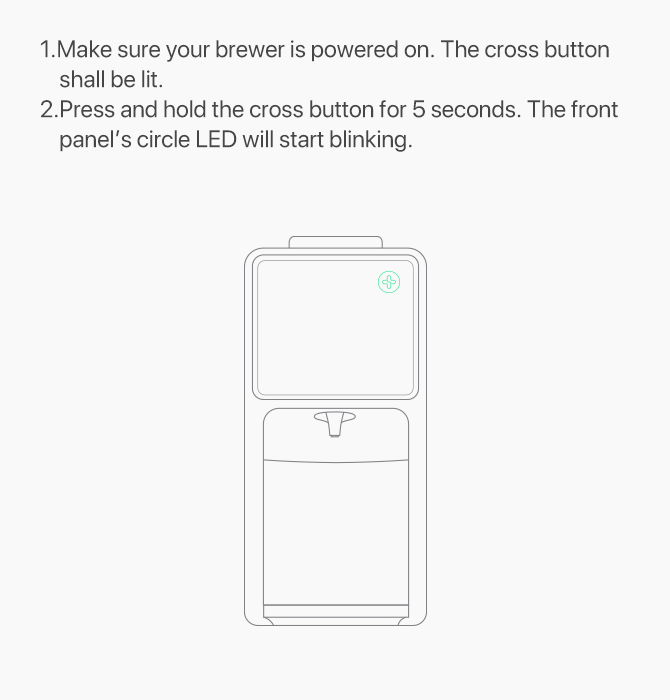 1.Make sure your brewer is powered on. The cross button
shall be lit.
2.Press and hold the cross button for 5 seconds. The front
panel's circle LED will start blinking.